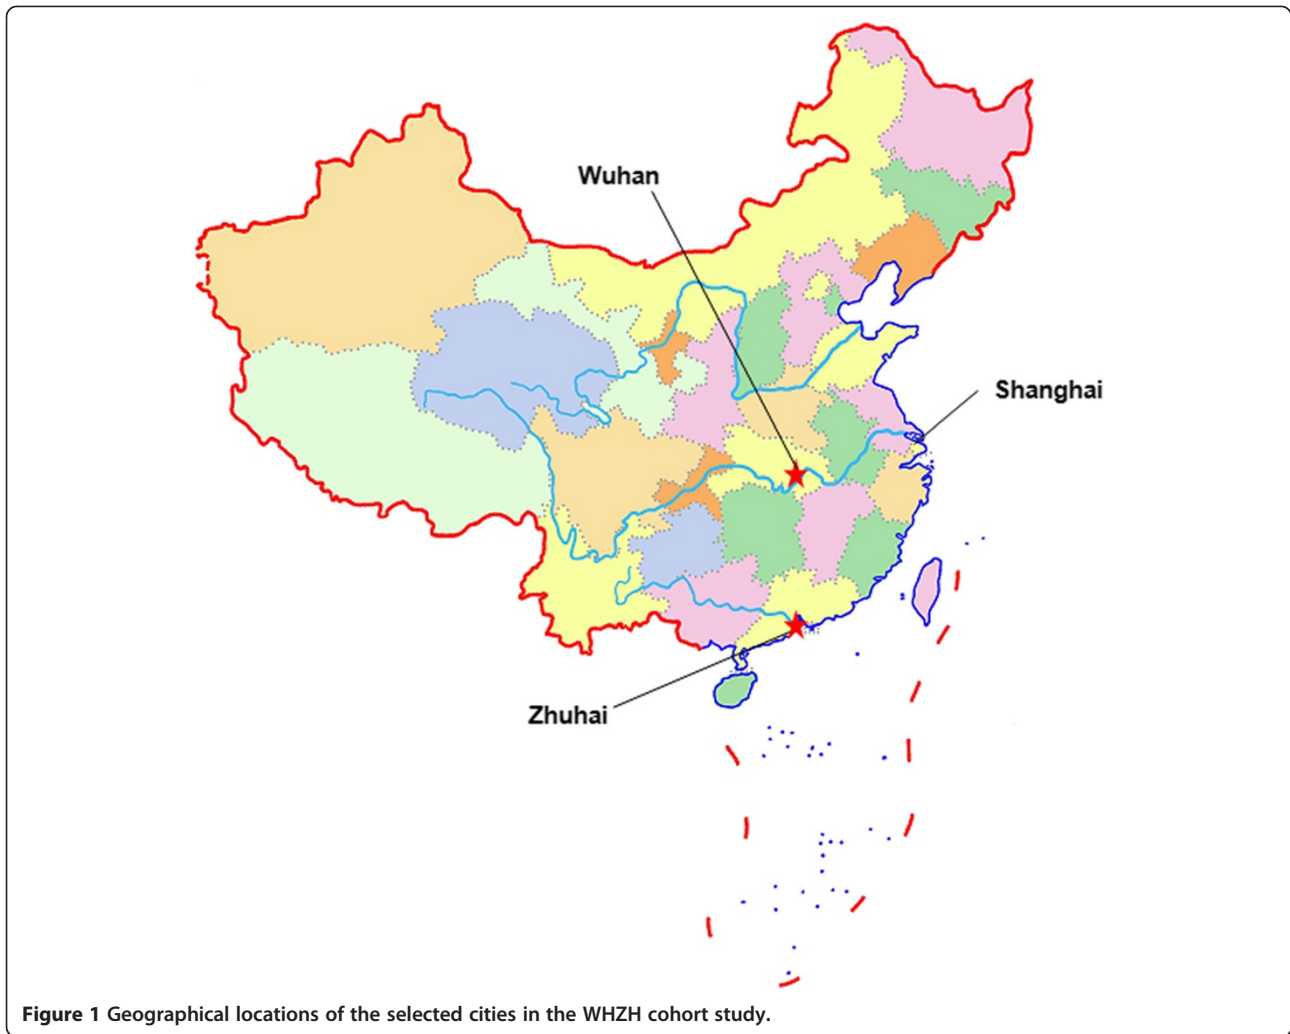 Wuhan
Shanghai
Zhuhai
Figure 1 Geographical locations of the selected cities in the WHZH cohort study.